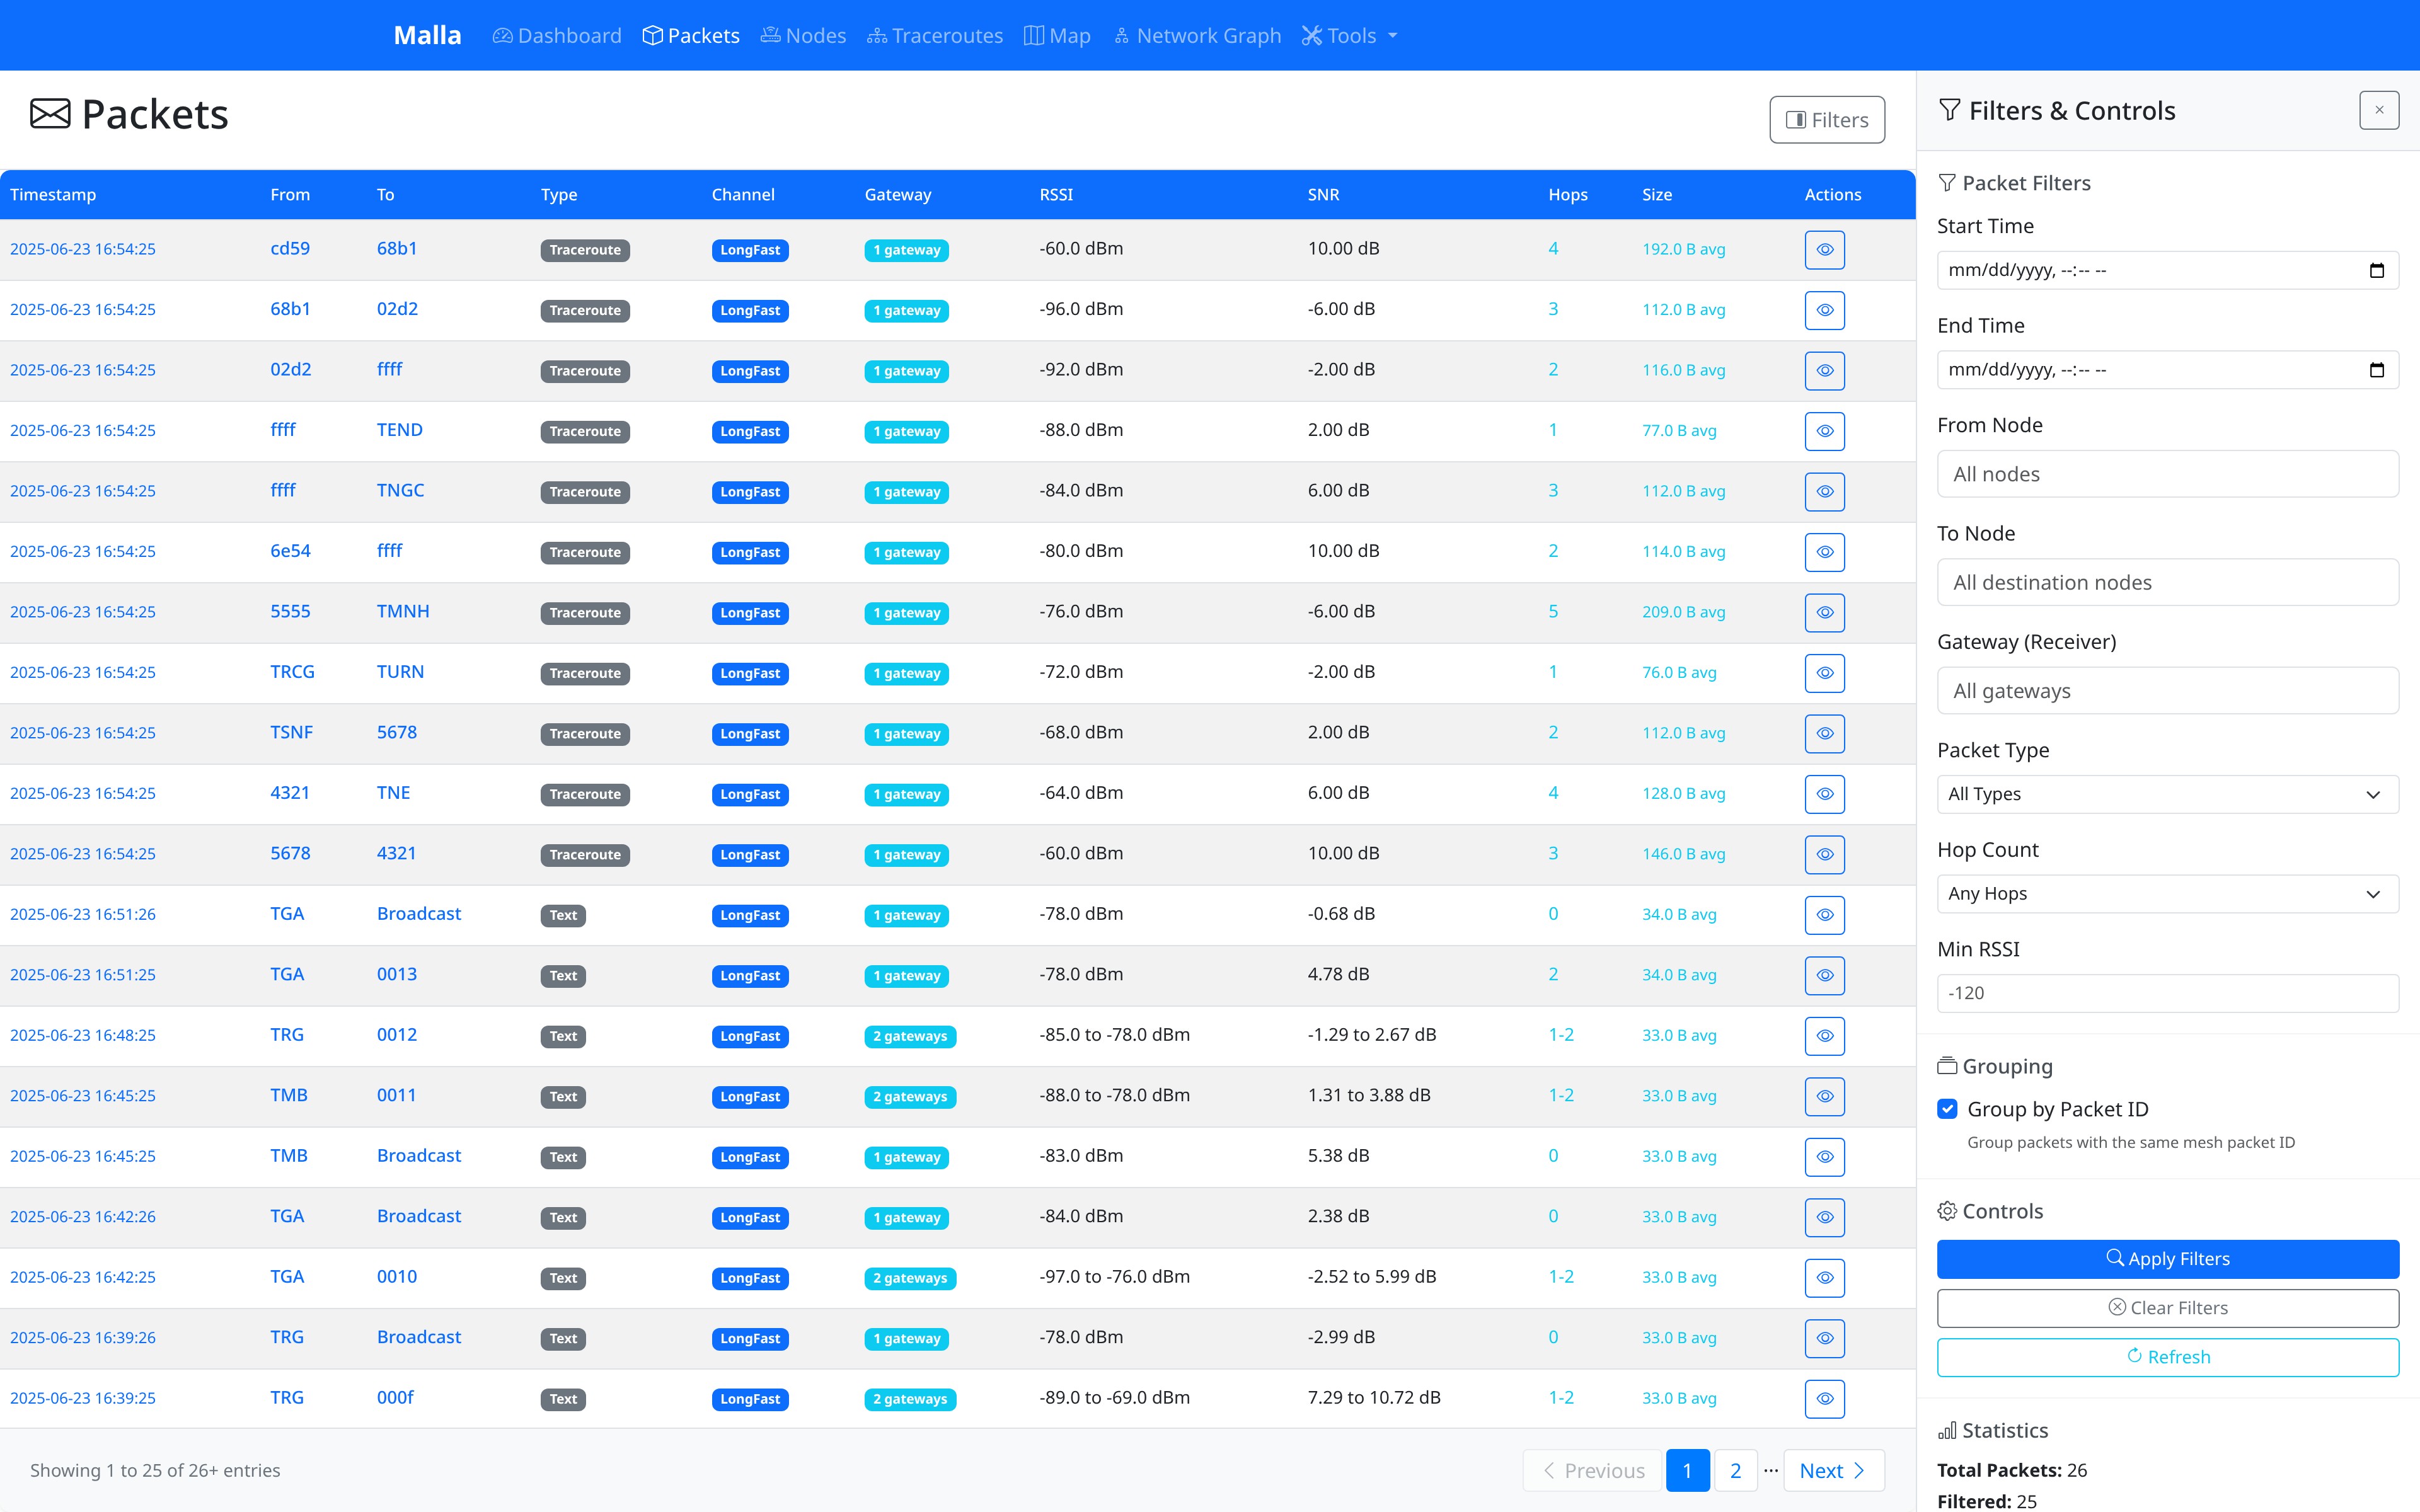 Malla Dashboard Packets Nodes Traceroutes Map Network Graph Tools
Packets
Filters
Timestamp From To Type Channel Gateway RSSI SNR Hops Size Actions
2025-06-23 16:54:25 cd59 68b1 Traceroute LongFast 1 gateway -60.0 dBm 10.00 dB 4 192.0 B avg
2025-06-23 16:54:25 68b1 02d2 Traceroute LongFast 1 gateway -96.0 dBm -6.00 dB 3 112.0 B avg
2025-06-23 16:54:25 02d2 ffff Traceroute LongFast 1 gateway -92.0 dBm -2.00 dB 2 116.0 B avg
2025-06-23 16:54:25 ffff TEND Traceroute LongFast 1 gateway -88.0 dBm 2.00 dB 1 77.0 B avg
2025-06-23 16:54:25 ffff TNGC Traceroute LongFast 1 gateway -84.0 dBm 6.00 dB 3 112.0 B avg
2025-06-23 16:54:25 6e54 ffff Traceroute LongFast 1 gateway -80.0 dBm 10.00 dB 2 114.0 B avg
2025-06-23 16:54:25 5555 TMNH Traceroute LongFast 1 gateway -76.0 dBm -6.00 dB 5 209.0 B avg
2025-06-23 16:54:25 TRCG TURN Traceroute LongFast 1 gateway -72.0 dBm -2.00 dB 1 76.0 B avg
2025-06-23 16:54:25 TSNF 5678 Traceroute LongFast 1 gateway -68.0 dBm 2.00 dB 2 112.0 B avg
2025-06-23 16:54:25 4321 TNE Traceroute LongFast 1 gateway -64.0 dBm 6.00 dB 4 128.0 B avg
2025-06-23 16:54:25 5678 4321 Traceroute LongFast 1 gateway -60.0 dBm 10.00 dB 3 146.0 B avg
2025-06-23 16:51:26 TGA Broadcast Text LongFast 1 gateway -78.0 dBm -0.68 dB 0 34.0 B avg
2025-06-23 16:51:25 TGA 0013 Text LongFast 1 gateway -78.0 dBm 4.78 dB 2 34.0 B avg
2025-06-23 16:48:25 TRG 0012 Text LongFast 2 gateways -85.0 to -78.0 dBm -1.29 to 2.67 dB 1-2 33.0 B avg
2025-06-23 16:45:25 TMB 0011 Text LongFast 2 gateways -88.0 to -78.0 dBm 1.31 to 3.88 dB 1-2 33.0 B avg
2025-06-23 16:45:25 TMB Broadcast Text LongFast 1 gateway -83.0 dBm 5.38 dB 0 33.0 B avg
2025-06-23 16:42:26 TGA Broadcast Text LongFast 1 gateway -84.0 dBm 2.38 dB 0 33.0 B avg
2025-06-23 16:42:25 TGA 0010 Text LongFast 2 gateways -97.0 to -76.0 dBm -2.52 to 5.99 dB 1-2 33.0 B avg
2025-06-23 16:39:26 TRG Broadcast Text LongFast 1 gateway -78.0 dBm -2.99 dB 0 33.0 B avg
2025-06-23 16:39:25 TRG 000f Text LongFast 2 gateways -89.0 to -69.0 dBm 7.29 to 10.72 dB 1-2 33.0 B avg
Showing 1 to 25 of 26+ entries
Previous 1 2 ... Next
Filters & Controls
Packet Filters
Start Time
mm/dd/yyyy, --:-- --
End Time
mm/dd/yyyy, --:-- --
From Node
All nodes
To Node
All destination nodes
Gateway (Receiver)
All gateways
Packet Type
All Types
Hop Count
Any Hops
Min RSSI
-120
Grouping
Group by Packet ID
Group packets with the same mesh packet ID
Controls
Apply Filters
Clear Filters
Refresh
Statistics
Total Packets: 26
Filtered: 25